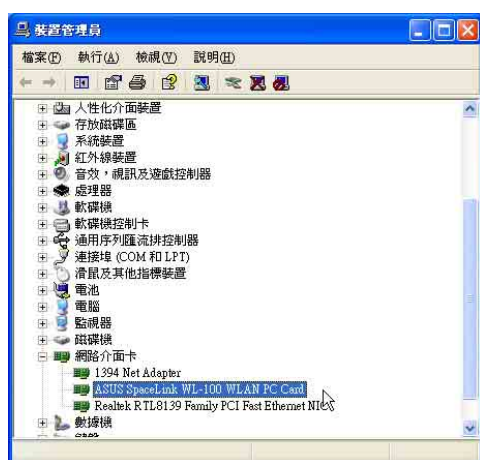 裝置管理員
檔案(F) 執行(A) 檢視(V) 說明(H)
人性化介面裝置
存放磁碟區
系統裝置
紅外線裝置
音效，視訊及遊戲控制器
處理器
軟碟機
軟碟機控制卡
通用序列匯流排控制器
連接埠 (COM 和 LPT)
滑鼠及其他指標裝置
電池
電腦
監視器
磁碟機
網路介面卡
1394 Net Adapter
ASUS SpaceLink WL-100 WLAN PC Card
Realtek RTL8139 Family PCI Fast Ethernet NIC
數據機